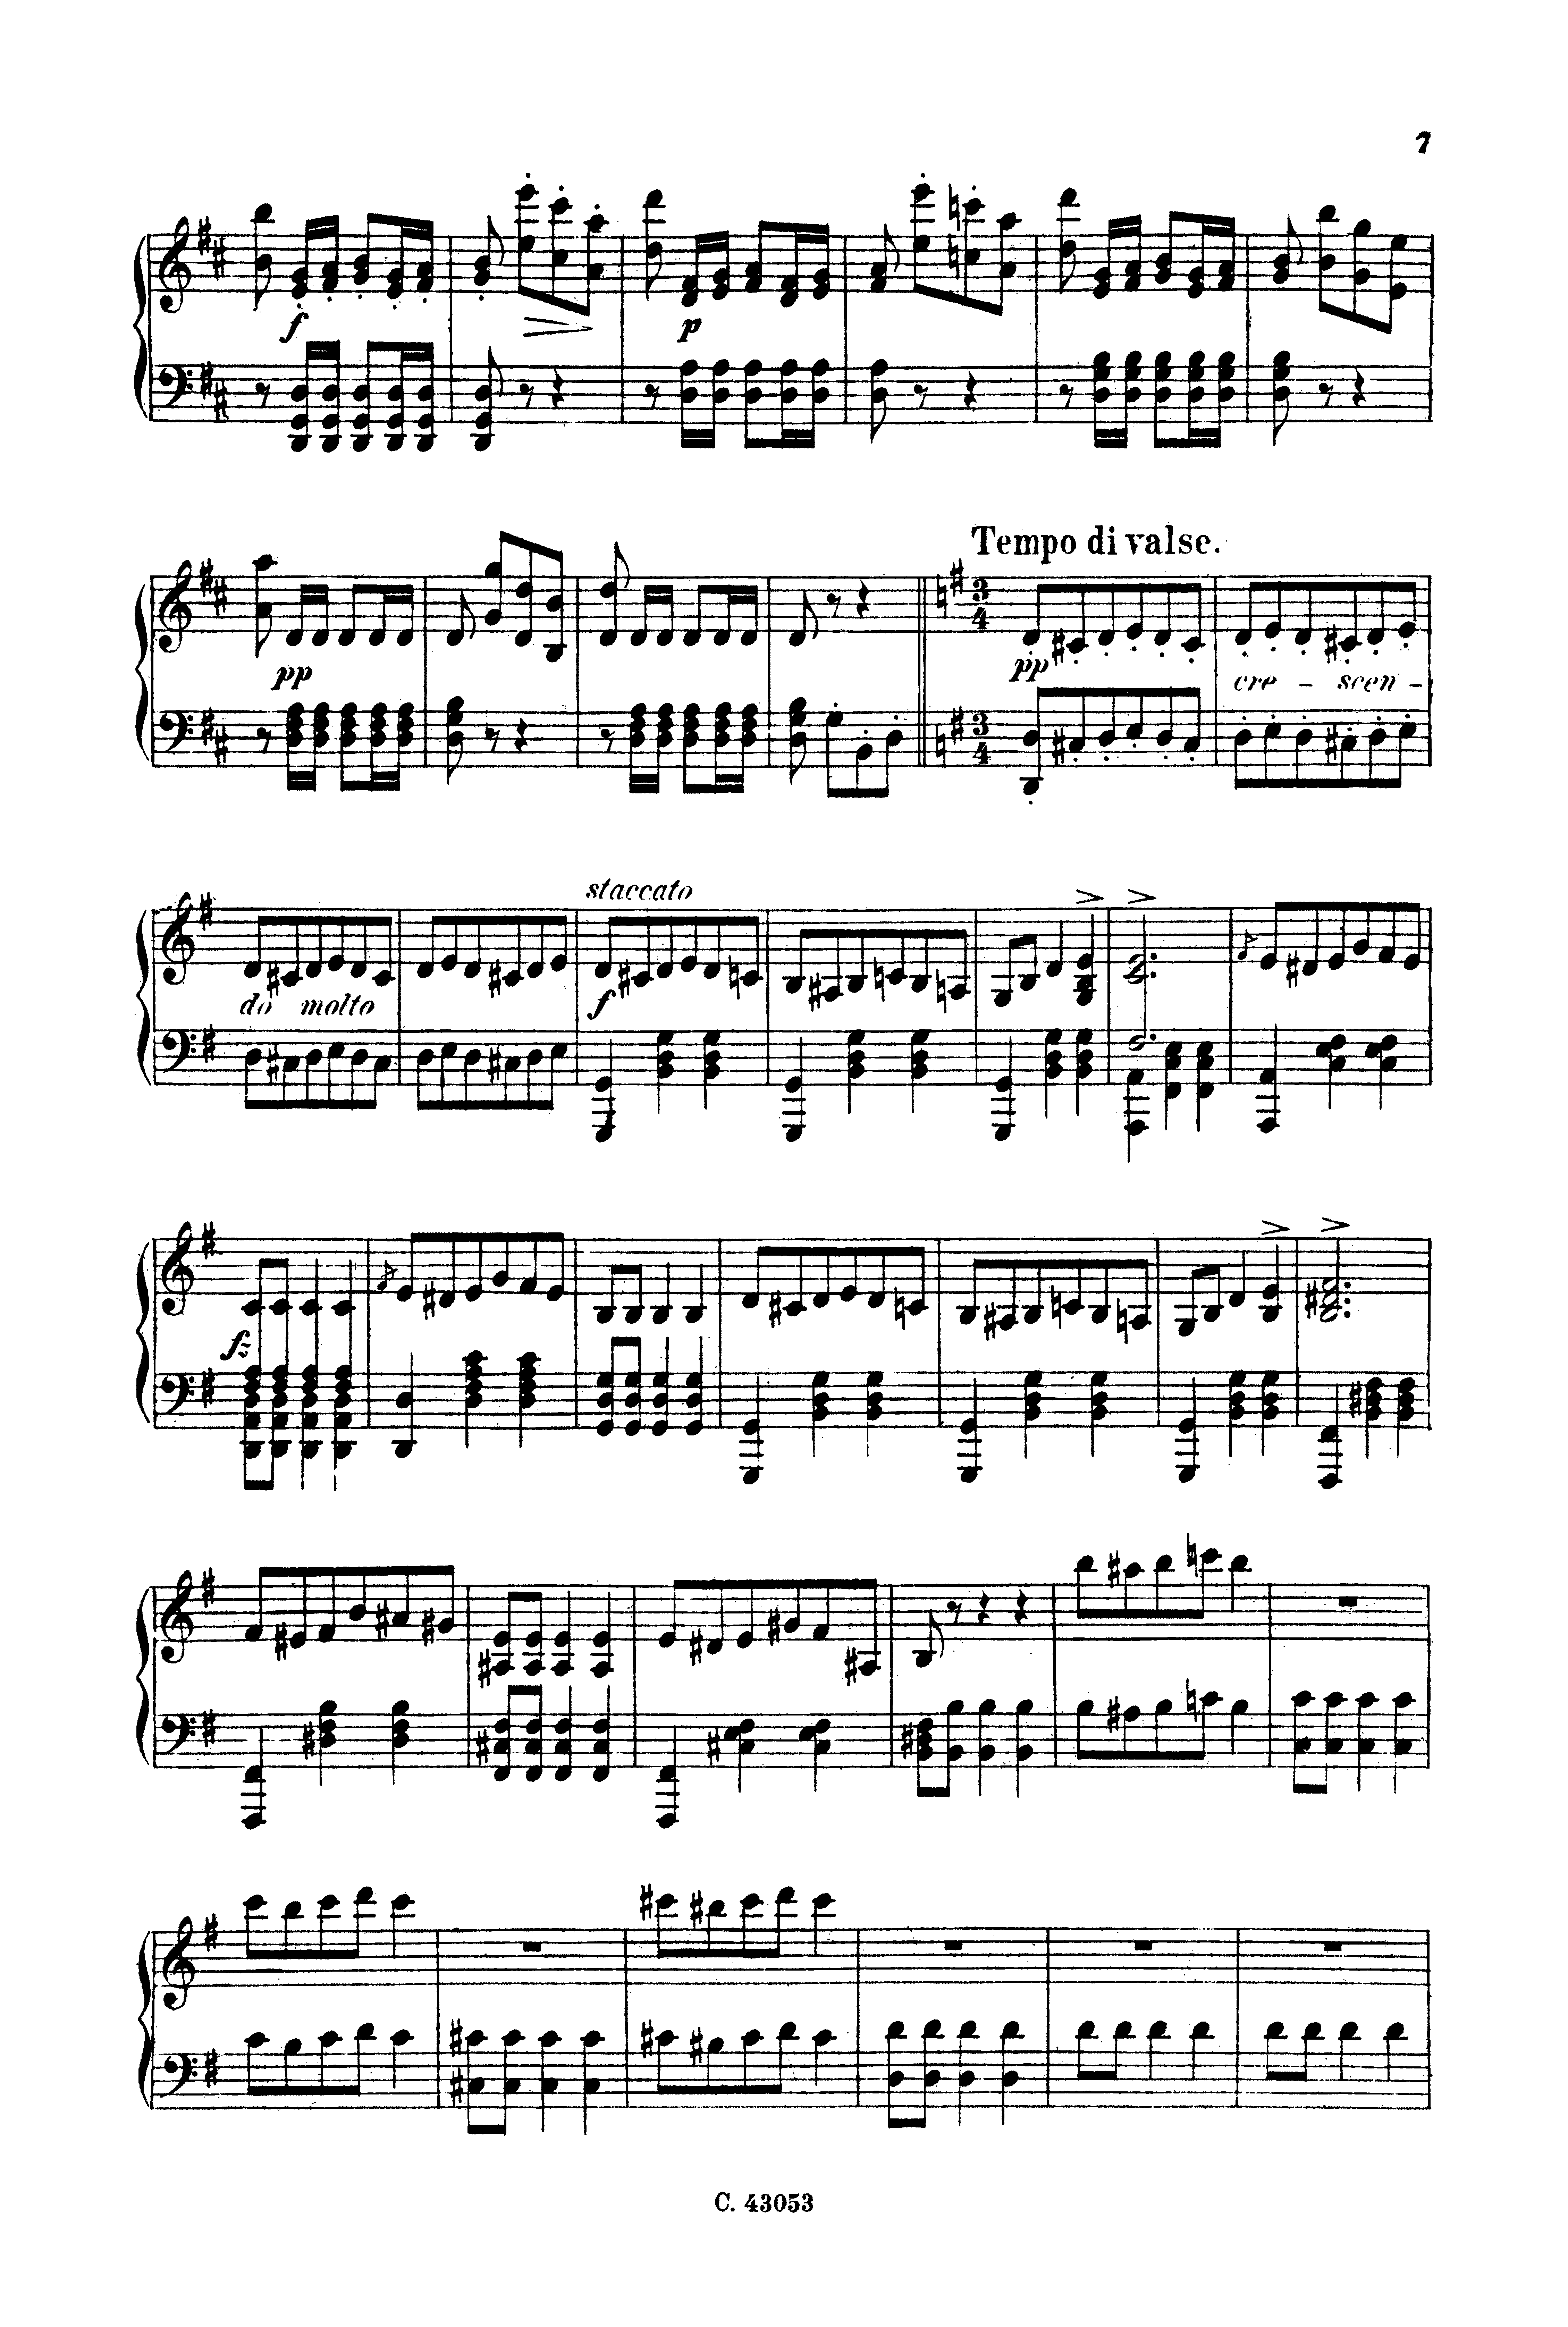 7
f
p
Tempo di valse.
pp
pp
cre - scen -
staccato
do molto
f
fz
C. 43053